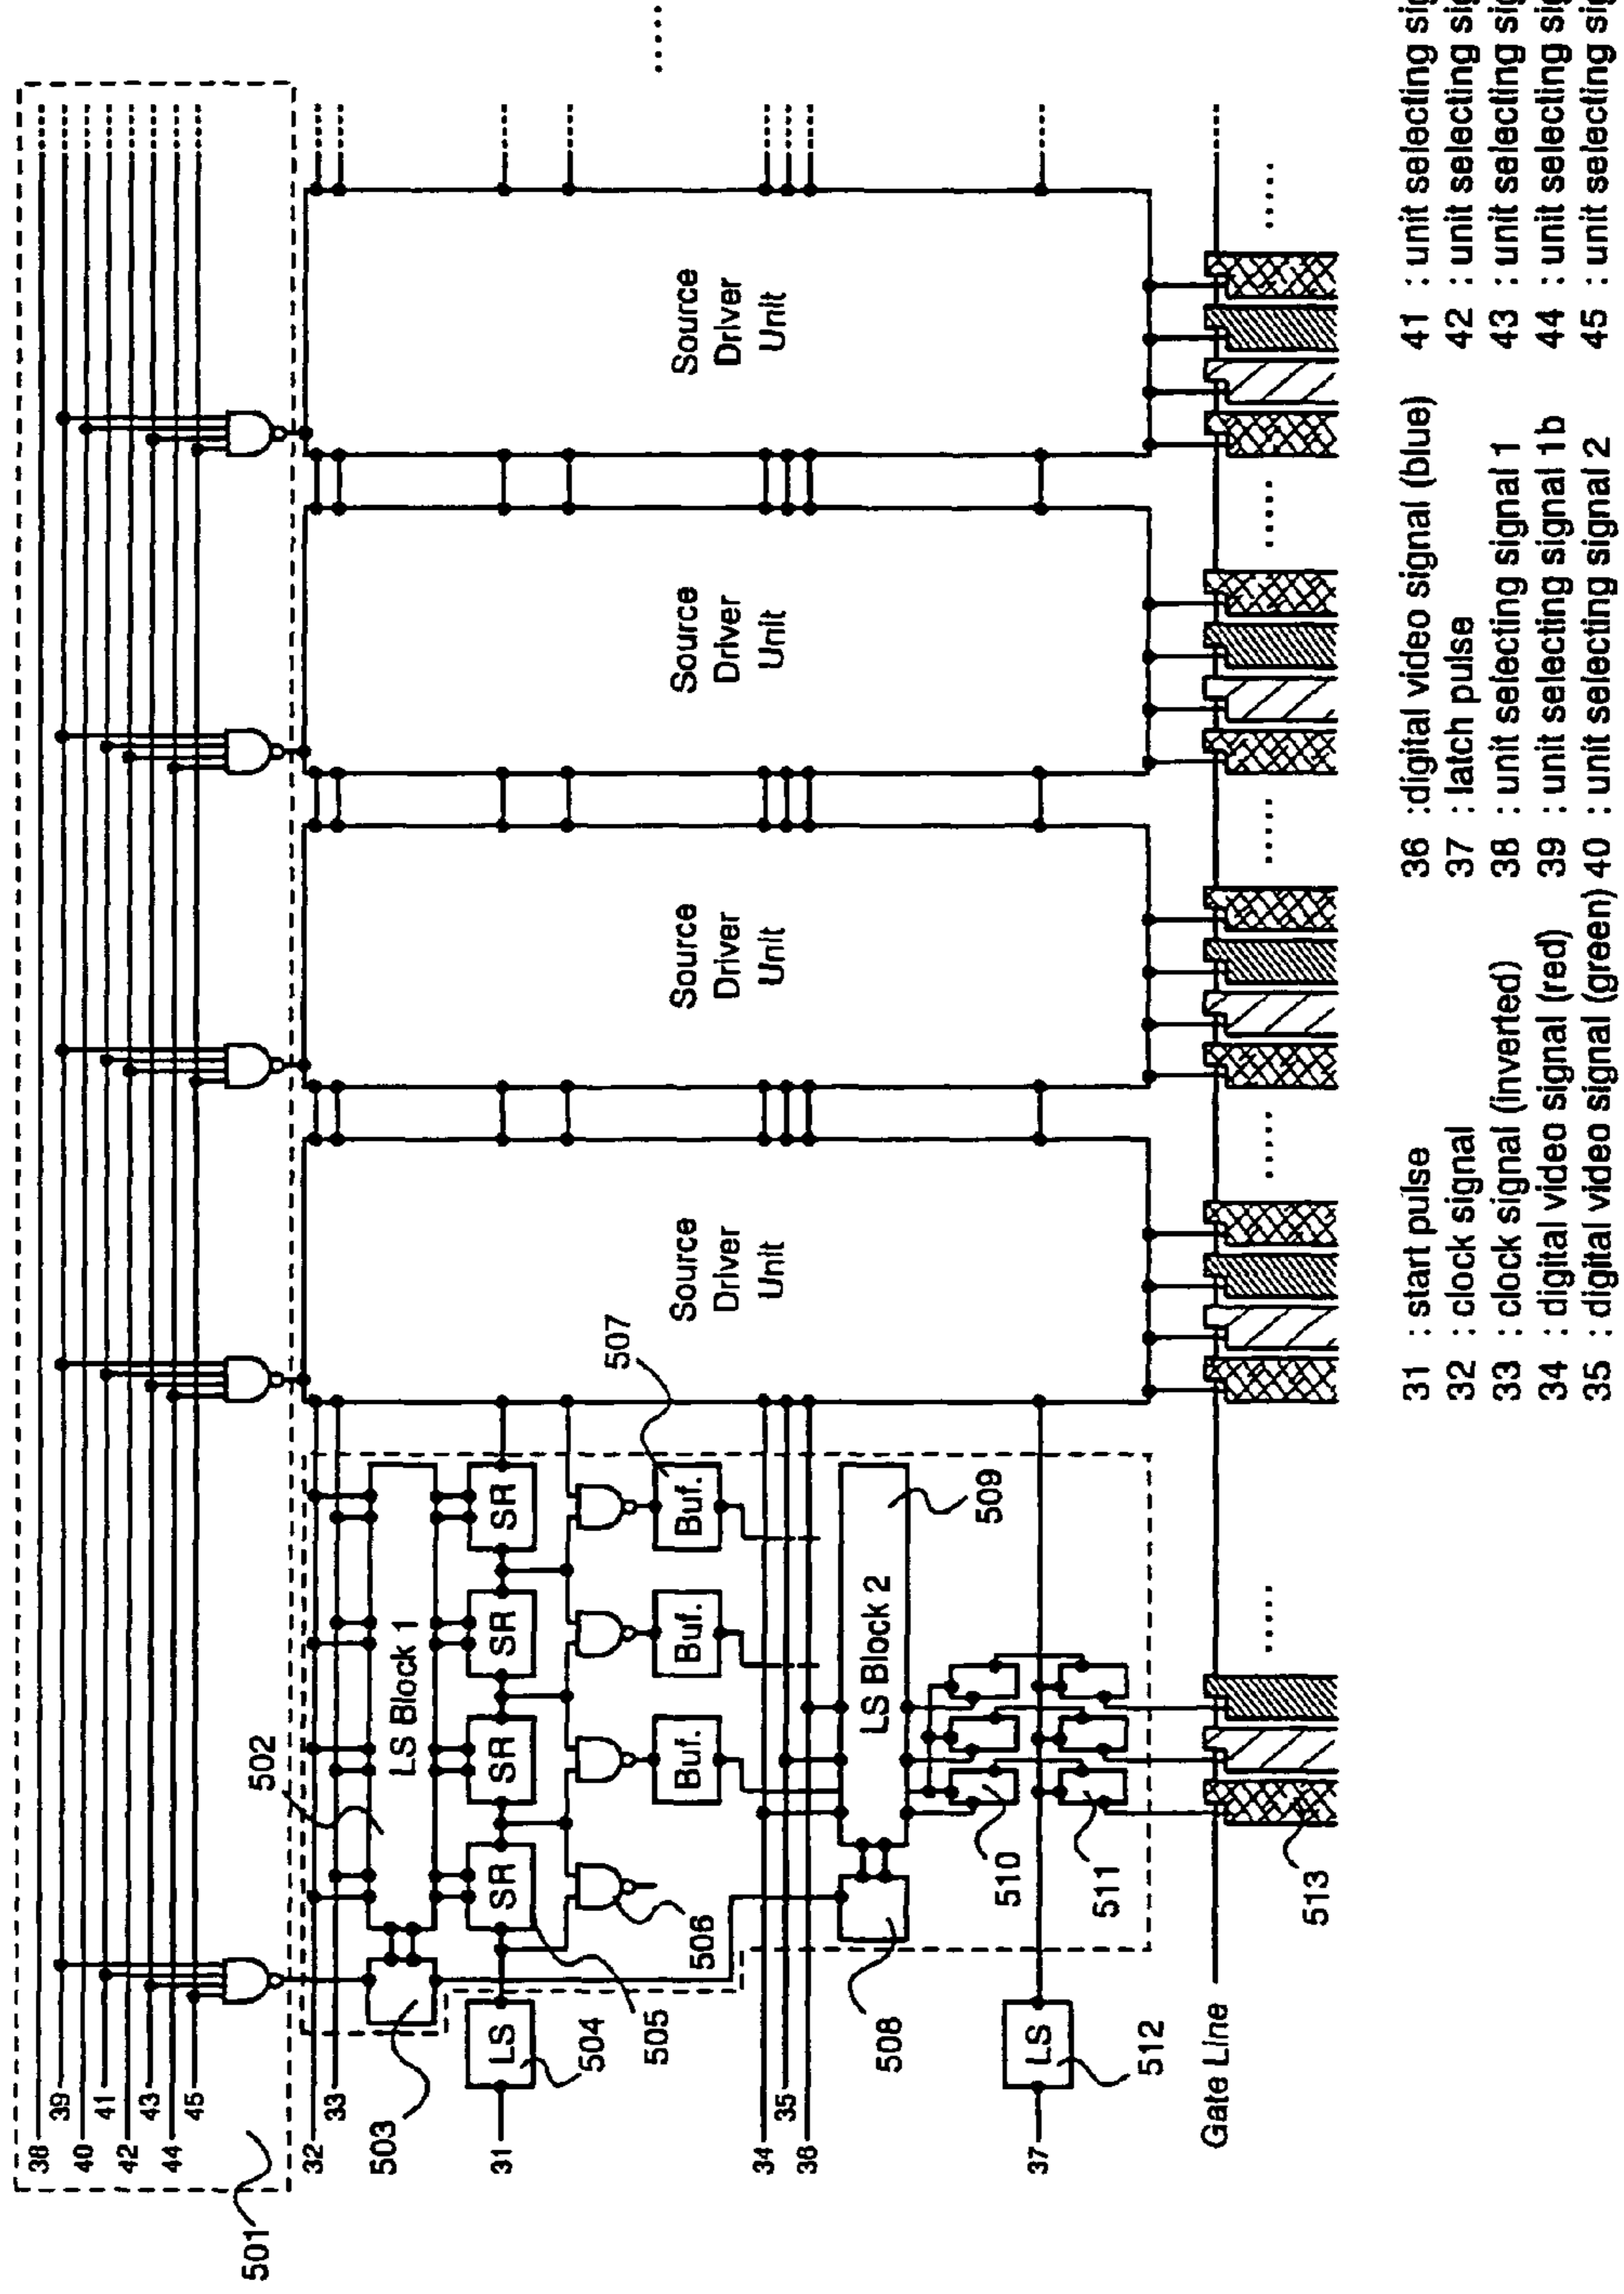 501
38
39
40
41
42
43
44
45
32
33
502
503
LS Block 1
31
LS
504
SR
SR
SR
SR
505
506
Buf.
Buf.
Buf.
507
34
35
36
508
LS Block 2
509
510
511
37
LS
512
Gate Line
513
Source
Driver
Unit
Source
Driver
Unit
Source
Driver
Unit
Source
Driver
Unit
31 : start pulse
32 : clock signal
33 : clock signal (inverted)
34 : digital video signal (red)
35 : digital video signal (green)
36 :digital video signal (blue)
37 : latch pulse
38 : unit selecting signal 1
39 : unit selecting signal 1b
40 : unit selecting signal 2
41 : unit selecting
42 : unit selecting
43 : unit selecting
44 : unit selecting
45 : unit selecting